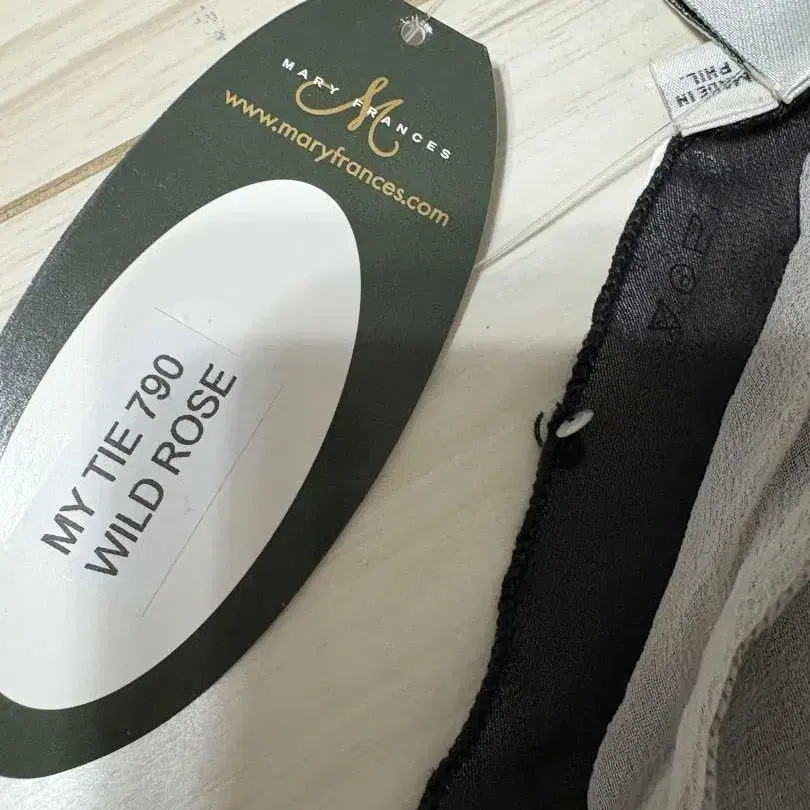 MARY FRANCES
www.maryfrances.com
MY TIE 790
WILD ROSE
MADE IN
PHIL.